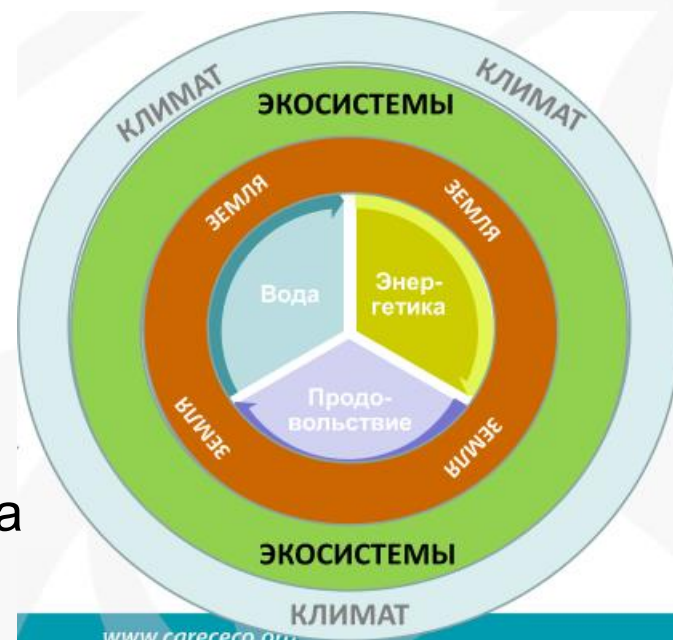 КЛИМАТ
КЛИМАТ
ЭКОСИСТЕМЫ
ЗЕМЛЯ
ЗЕМЛЯ
Вода
Энер-
гетика
Продо-
вольствие
ЗЕМЛЯ
ЗЕМЛЯ
а
ЭКОСИСТЕМЫ
КЛИМАТ